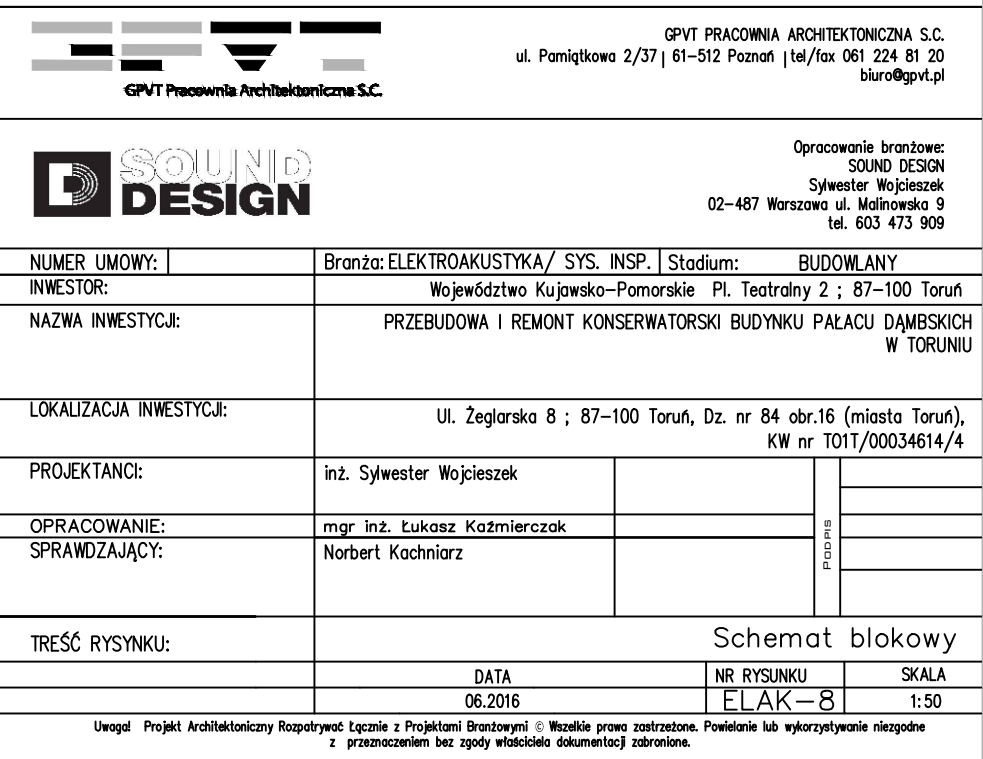 GPVT Pracownia Architektoniczna S.C.
GPVT PRACOWNIA ARCHITEKTONICZNA S.C.
ul. Pamiątkowa 2/37 | 61-512 Poznań | tel/fax 061 224 81 20
biuro@gpvt.pl
SOUND
DESIGN
Opracowanie branżowe:
SOUND DESIGN
Sylwester Wojcieszek
02-487 Warszawa ul. Malinowska 9
tel. 603 473 909
NUMER UMOWY: Branża: ELEKTROAKUSTYKA/ SYS. INSP. Stadium: BUDOWLANY
INWESTOR: Województwo Kujawsko-Pomorskie Pl. Teatralny 2 ; 87-100 Toruń
NAZWA INWESTYCJI: PRZEBUDOWA I REMONT KONSERWATORSKI BUDYNKU PAŁACU DĄMBSKICH
W TORUNIU
LOKALIZACJA INWESTYCJI: Ul. Żeglarska 8 ; 87-100 Toruń, Dz. nr 84 obr.16 (miasta Toruń),
KW nr TO1T/00034614/4
PROJEKTANCI: inż. Sylwester Wojcieszek
OPRACOWANIE: mgr inż. Łukasz Kaźmierczak
SPRAWDZAJĄCY: Norbert Kachniarz
PODPIS
TREŚĆ RYSYNKU: Schemat blokowy
DATA NR RYSUNKU SKALA
06.2016 ELAK-8 1:50
Uwaga! Projekt Architektoniczny Rozpatrywać Łącznie z Projektami Branżowymi © Wszelkie prawa zastrzeżone. Powielanie lub wykorzystywanie niezgodne
z przeznaczeniem bez zgody właściciela dokumentacji zabronione.